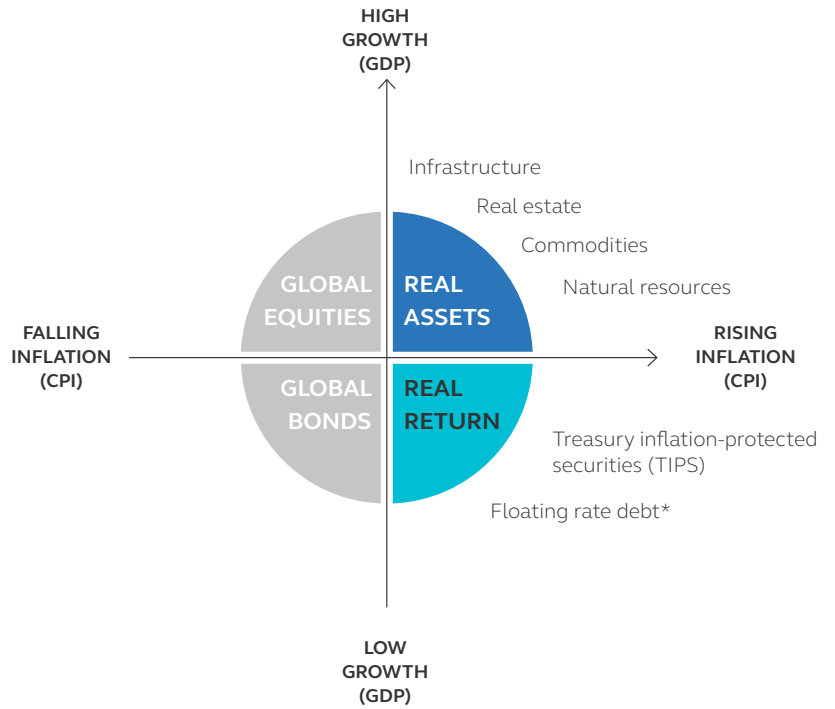 HIGH
GROWTH
(GDP)
Infrastructure
Real estate
Commodities
Natural resources
GLOBAL
EQUITIES
REAL
ASSETS
FALLING
INFLATION
(CPI)
RISING
INFLATION
(CPI)
GLOBAL
BONDS
REAL
RETURN
Treasury inflation-protected
securities (TIPS)
Floating rate debt*
LOW
GROWTH
(GDP)